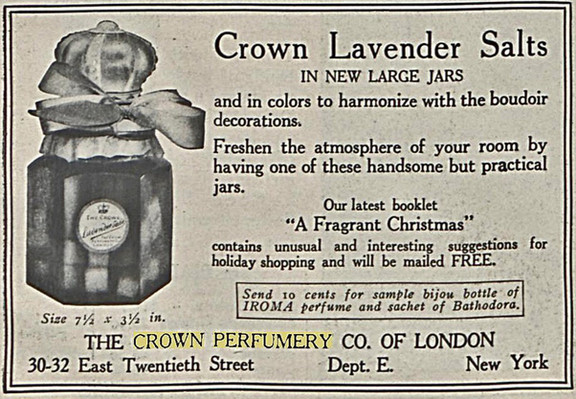 Crown Lavender Salts
IN NEW LARGE JARS
and in colors to harmonize with the boudoir
decorations.
Freshen the atmosphere of your room by
having one of these handsome but practical
jars.
Our latest booklet
“A Fragrant Christmas”
contains unusual and interesting suggestions for
holiday shopping and will be mailed FREE.
Send 10 cents for sample bijou bottle of
IROMA perfume and sachet of Bathodora.
THE CROWN
Lavender Salts
Size 7½ x 3½ in.
THE CROWN PERFUMERY CO. OF LONDON
30-32 East Twentieth Street Dept. E. New York